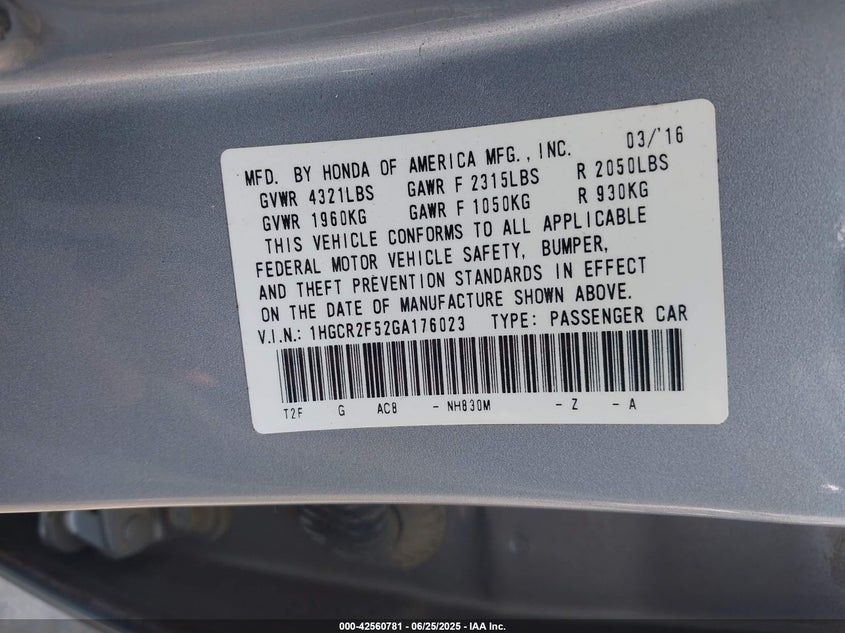 MFD. BY HONDA OF AMERICA MFG., INC. 03/'16
GVWR 4321LBS GAWR F 2315LBS R 2050LBS
GVWR 1960KG GAWR F 1050KG R 930KG
THIS VEHICLE CONFORMS TO ALL APPLICABLE
FEDERAL MOTOR VEHICLE SAFETY, BUMPER,
AND THEFT PREVENTION STANDARDS IN EFFECT
ON THE DATE OF MANUFACTURE SHOWN ABOVE.
V.I.N.: 1HGCR2F52GA176023 TYPE: PASSENGER CAR
T2F G AC8 - NH830M - Z - A
000-42560781 - 06/25/2025 - IAA Inc.